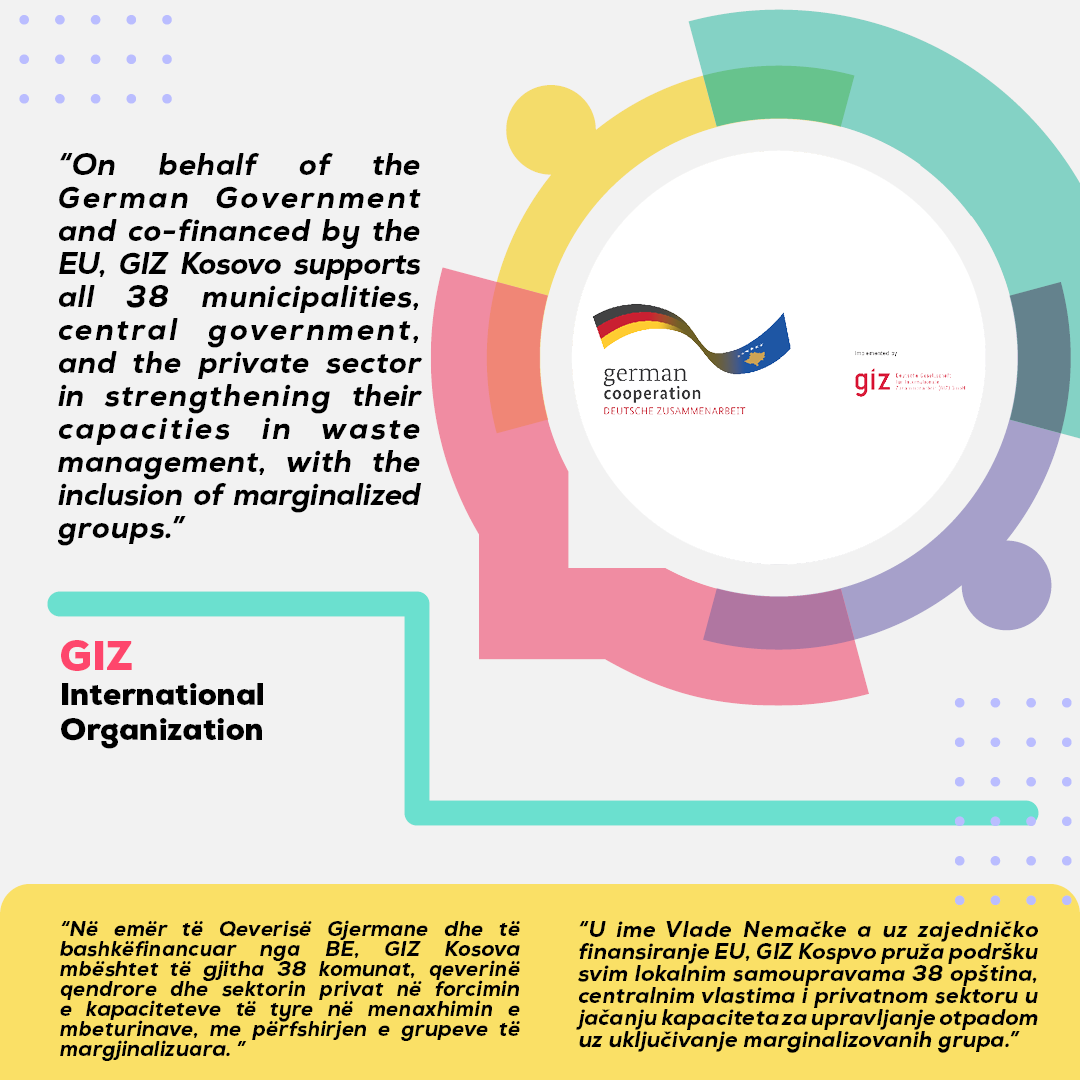 “On behalf of the
German Government
and co-financed by the
EU, GIZ Kosovo supports
all 38 municipalities,
central government,
and the private sector
in strengthening their
capacities in waste
management, with the
inclusion of marginalized
groups.”
german
cooperation
DEUTSCHE ZUSAMMENARBEIT
Implemented by
giz
GIZ
International
Organization
“Në emër të Qeverisë Gjermane dhe të
bashkëfinancuar nga BE, GIZ Kosova
mbështet të gjitha 38 komunat, qeverinë
qendrore dhe sektorin privat në forcimin
e kapaciteteve të tyre në menaxhimin e
mbeturinave, me përfshirjen e grupeve të
margjinalizuara. ”
“U ime Vlade Nemačke a uz zajedničko
finansiranje EU, GIZ Kospvo pruža podršku
svim lokalnim samoupravama 38 opština,
centralnim vlastima i privatnom sektoru u
jačanju kapaciteta za upravljanje otpadom
uz uključivanje marginalizovanih grupa.”